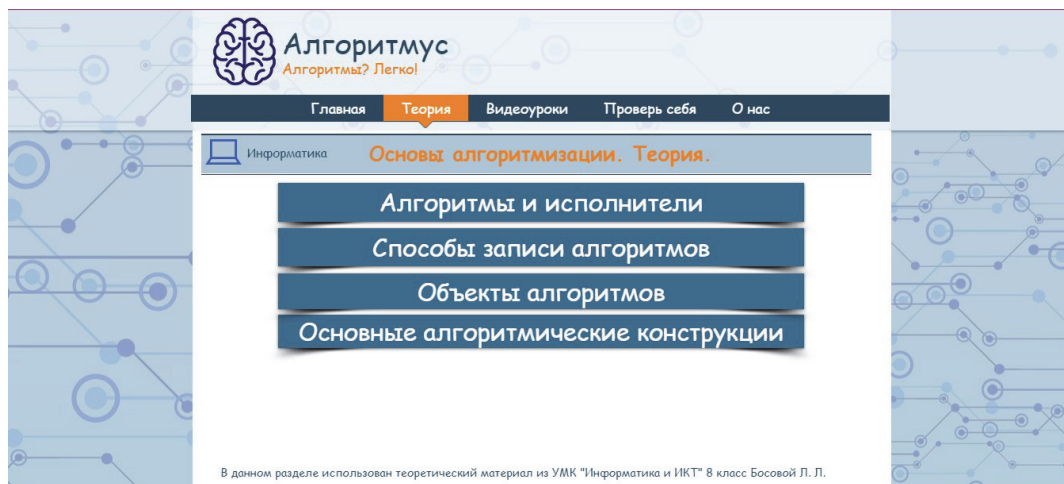 Алгоритмус
Алгоритмы? Легко!
Главная Теория Видеоуроки Проверь себя О нас
Информатика Основы алгоритмизации. Теория.
Алгоритмы и исполнители
Способы записи алгоритмов
Объекты алгоритмов
Основные алгоритмические конструкции
В данном разделе использован теоретический материал из УМК "Информатика и ИКТ" 8 класс Босовой Л. Л.